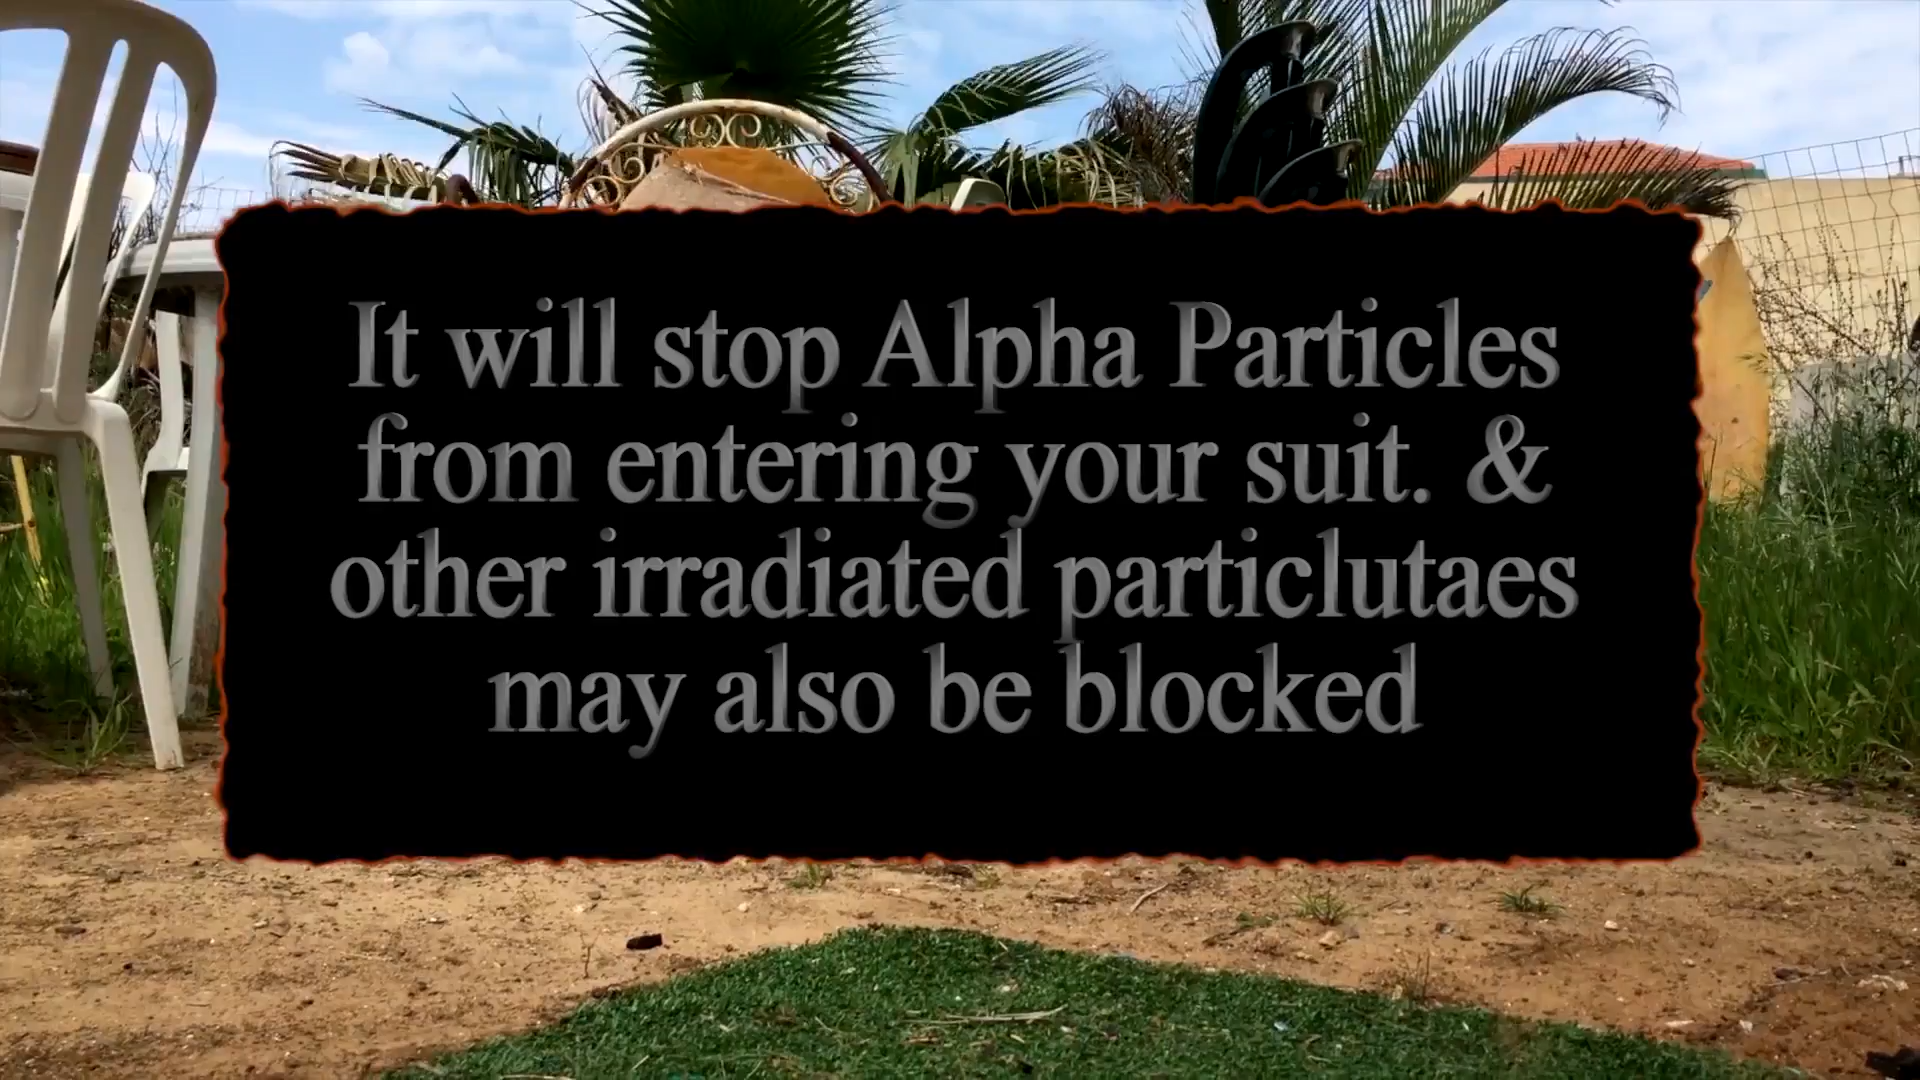 It will stop Alpha Particles
from entering your suit. &
other irradiated particlutaes
may also be blocked